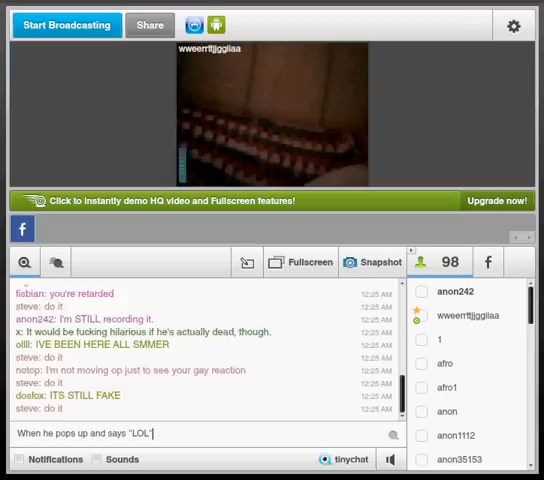 Start Broadcasting
Share
wweerrttjjggiiaa
Click to instantly demo HQ video and Fullscreen features!
Upgrade now!
f
Fullscreen
Snapshot
98
f
fisbian: you're retarded
12:25 AM
steve: do it
12:25 AM
anon242: I'm STILL recording it.
12:25 AM
x: It would be fucking hilarious if he's actually dead, though.
12:25 AM
ollll: IVE BEEN HERE ALL SMMER
12:25 AM
steve: do it
12:25 AM
notop: I'm not moving op just to see your gay reaction
12:25 AM
steve: do it
12:25 AM
dosfox: ITS STILL FAKE
12:25 AM
steve: do it
12:25 AM
When he pops up and says "LOL"
Notifications
Sounds
tinychat
anon242
wweerrttjjggiiaa
1
afro
afro1
anon
anon1112
anon35153